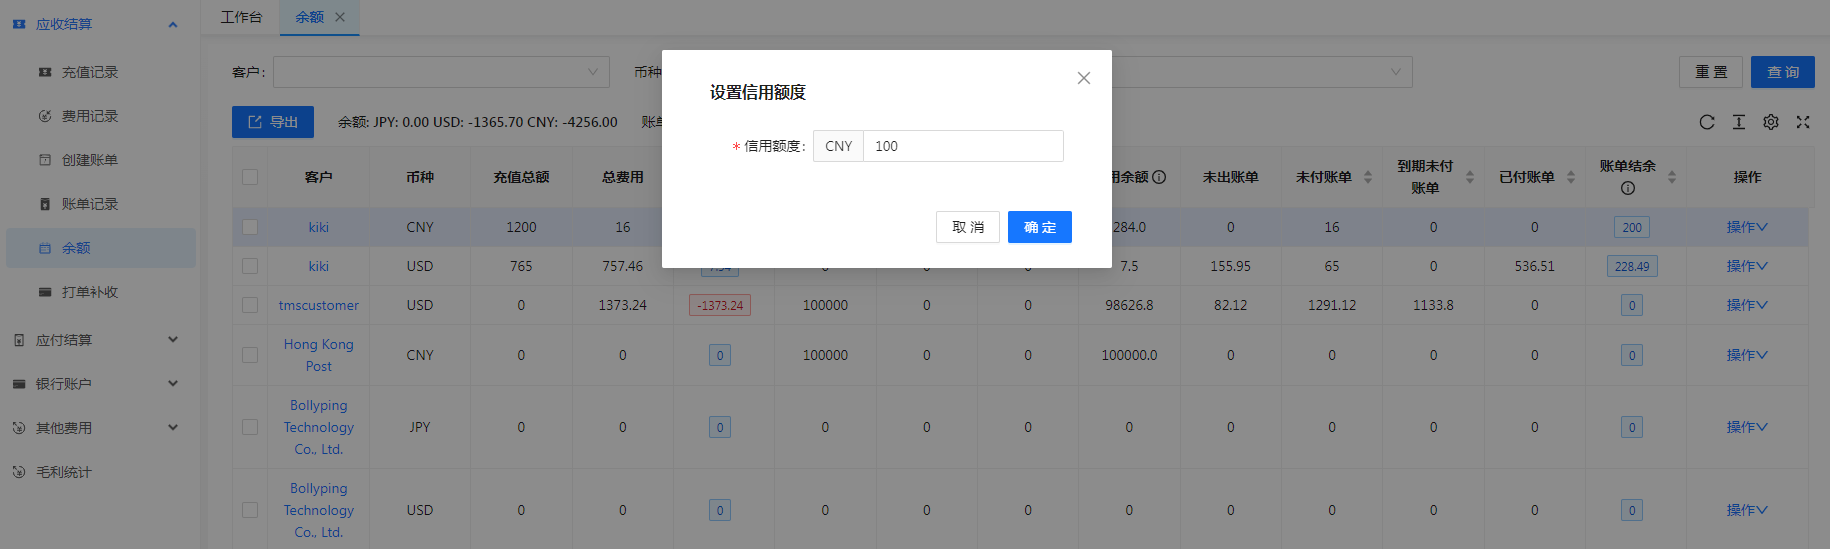 应收结算
充值记录
费用记录
创建账单
账单记录
余额
打单补收
应付结算
银行账户
其他费用
毛利统计
工作台 余额
客户: 币种
重置 查询
导出 余额: JPY: 0.00 USD: -1365.70 CNY: -4256.00
设置信用额度
* 信用额度: CNY 100
取消 确定
客户 币种 充值总额 总费用 用余额 未出账单 未付账单 到期未付账单 已付账单 账单结余 操作
kiki CNY 1200 16 284.0 0 16 0 0 200 操作
kiki USD 765 757.46 7.5 155.95 65 0 536.51 228.49 操作
tmscustomer USD 0 1373.24 -1373.24 100000 0 0 98626.8 82.12 1291.12 1133.8 0 0 操作
Hong Kong Post CNY 0 0 0 100000 0 0 100000.0 0 0 0 0 0 操作
Bollyping Technology Co., Ltd. JPY 0 0 0 0 0 0 0 0 0 0 0 0 操作
Bollyping Technology Co., Ltd. USD 0 0 0 0 0 0 0 0 0 0 0 0 操作